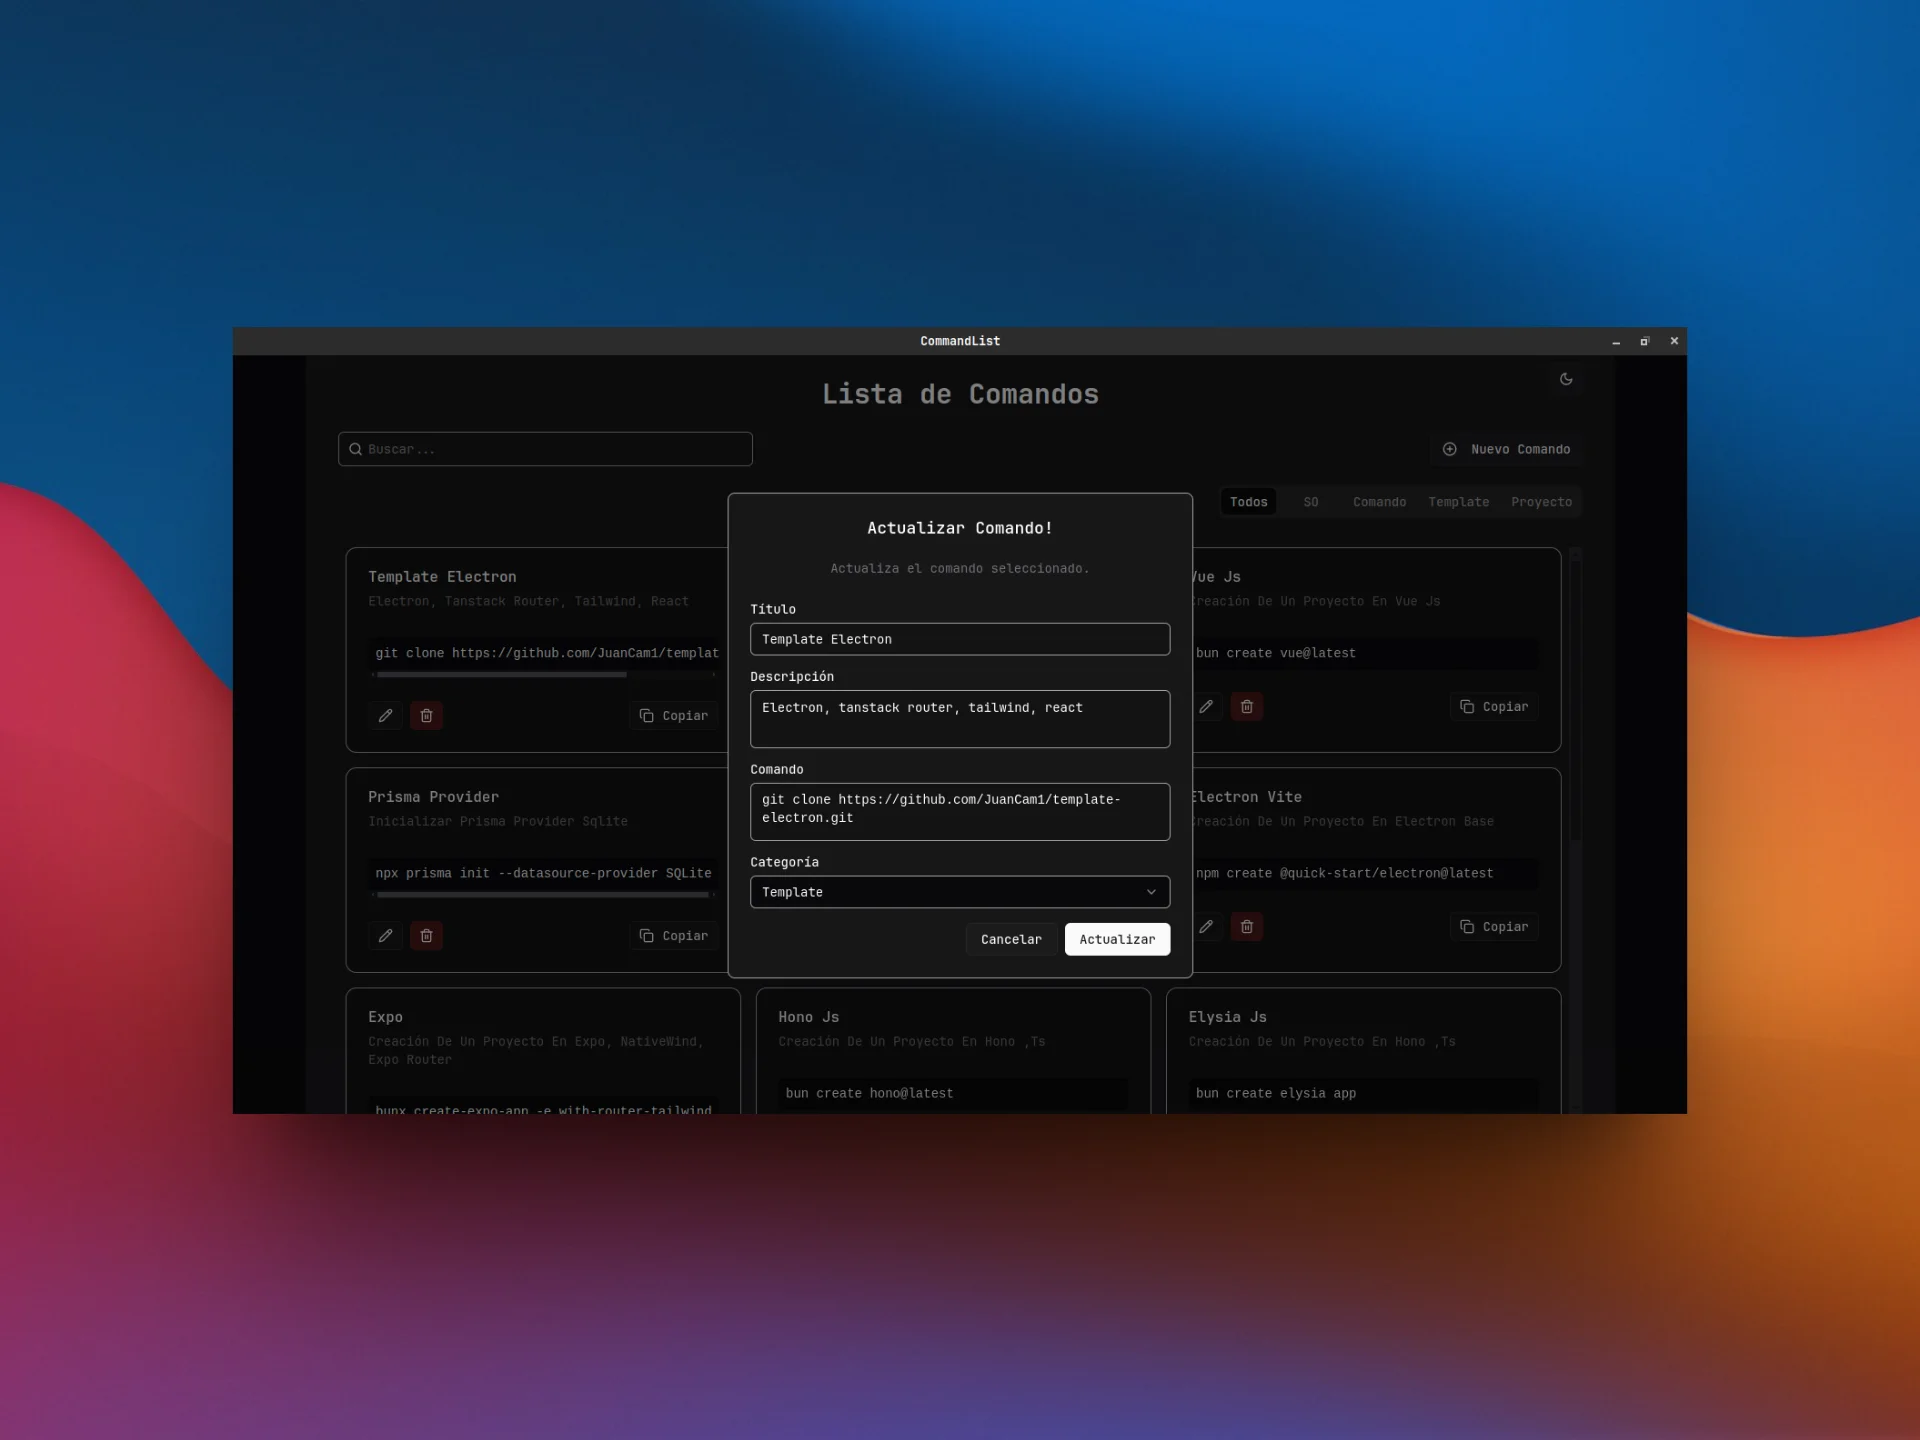 CommandList
Lista de Comandos
Buscar...
Nuevo Comando
Todos SO Comando Template Proyecto
Template Electron
Electron, Tanstack Router, Tailwind, React
git clone https://github.com/JuanCam1/templat
Copiar
Prisma Provider
Inicializar Prisma Provider Sqlite
npx prisma init --datasource-provider SQLite
Copiar
Actualizar Comando!
Actualiza el comando seleccionado.
Título
Template Electron
Descripción
Electron, tanstack router, tailwind, react
Comando
git clone https://github.com/JuanCam1/template-
electron.git
Categoría
Template
Cancelar Actualizar
Vue Js
Creación De Un Proyecto En Vue Js
bun create vue@latest
Copiar
Electron Vite
Creación De Un Proyecto En Electron Base
npm create @quick-start/electron@latest
Copiar
Expo
Creación De Un Proyecto En Expo, NativeWind,
Expo Router
bunx create-expo-app -e with-router-tailwind
Hono Js
Creación De Un Proyecto En Hono ,Ts
bun create hono@latest
Elysia Js
Creación De Un Proyecto En Hono ,Ts
bun create elysia app